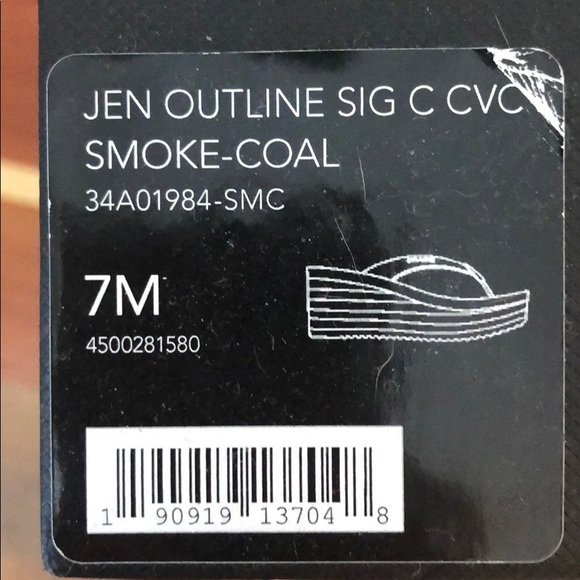 JEN OUTLINE SIG C CVC
SMOKE-COAL
34A01984-SMC
7M
4500281580
1 90919 13704 8